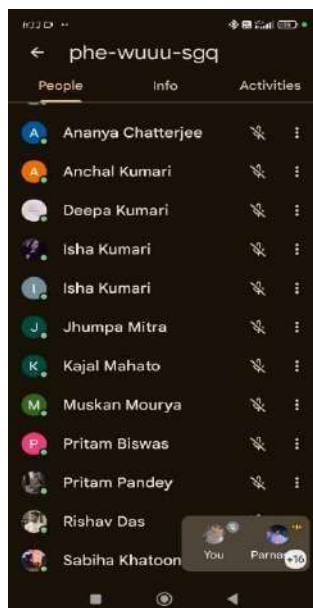 phe-wuuu-sgq
People Info Activities
A Ananya Chatterjee
A Anchal Kumari
Deepa Kumari
Isha Kumari
I Isha Kumari
J Jhumpa Mitra
K Kajal Mahato
M Muskan Mourya
P Pritam Biswas
Pritam Pandey
Rishav Das
Sabiha Khatoon
You Parna
+16